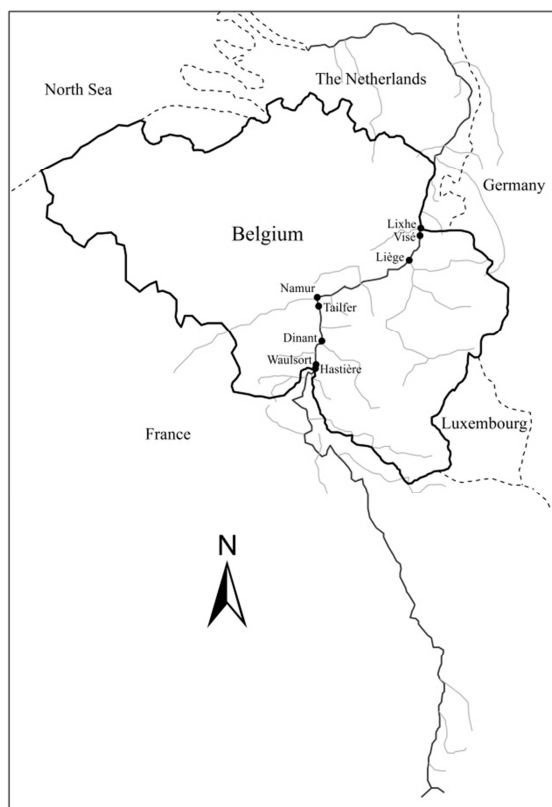 The Netherlands
North Sea
Germany
Lixhe
Visé
Belgium
Liège
Namur
Tailfer
Dinant
Waulsort
Hastière
Luxembourg
France
N